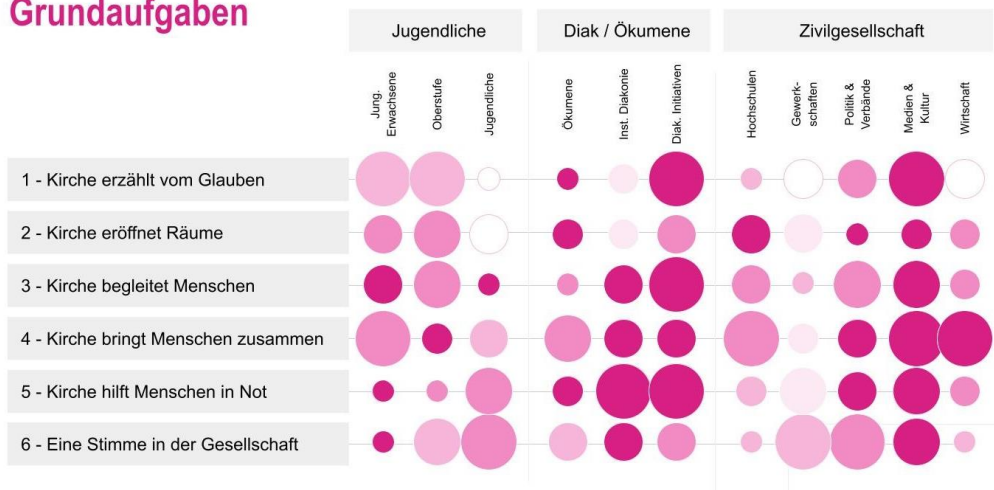 Grundaufgaben
Jugendliche
Diak / Ökumene
Zivilgesellschaft
Jung.
Erwachsene
Oberstufe
Jugendliche
Ökumene
Inst. Diakonie
Diak. Initiativen
Hochschulen
Gewerk-
schaften
Politik &
Verbände
Medien &
Kultur
Wirtschaft
1 - Kirche erzählt vom Glauben
2 - Kirche eröffnet Räume
3 - Kirche begleitet Menschen
4 - Kirche bringt Menschen zusammen
5 - Kirche hilft Menschen in Not
6 - Eine Stimme in der Gesellschaft